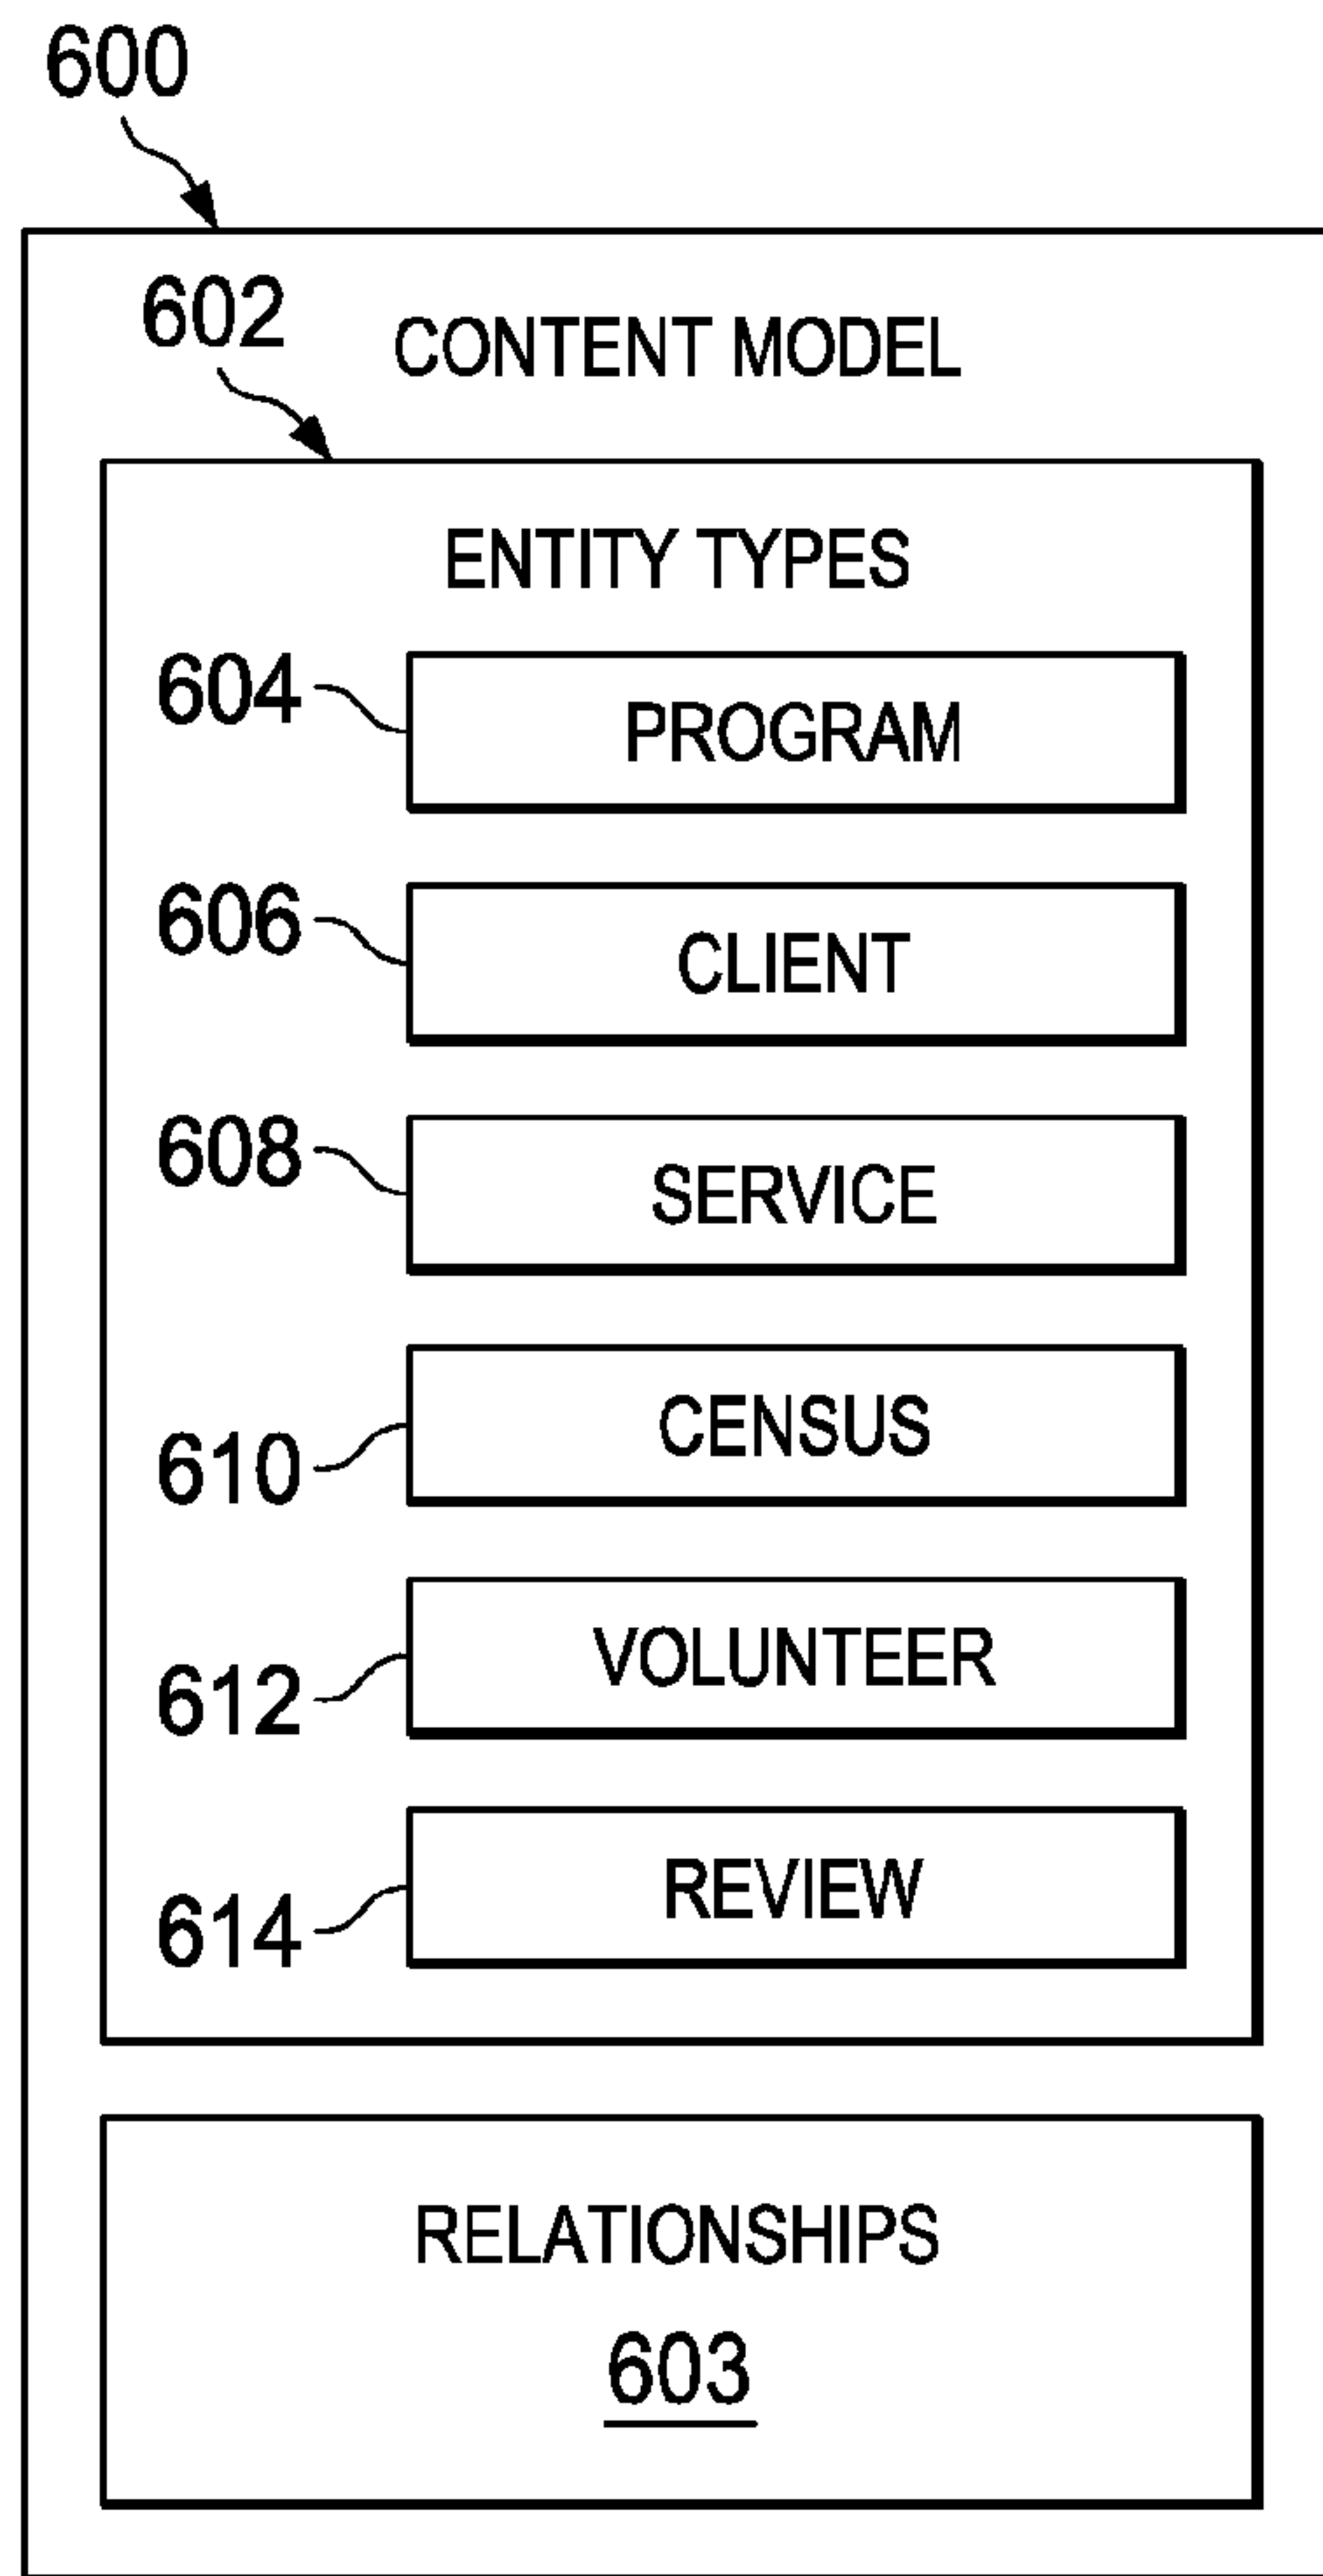 600
602
CONTENT MODEL
ENTITY TYPES
604
PROGRAM
606
CLIENT
608
SERVICE
610
CENSUS
612
VOLUNTEER
614
REVIEW
RELATIONSHIPS
603